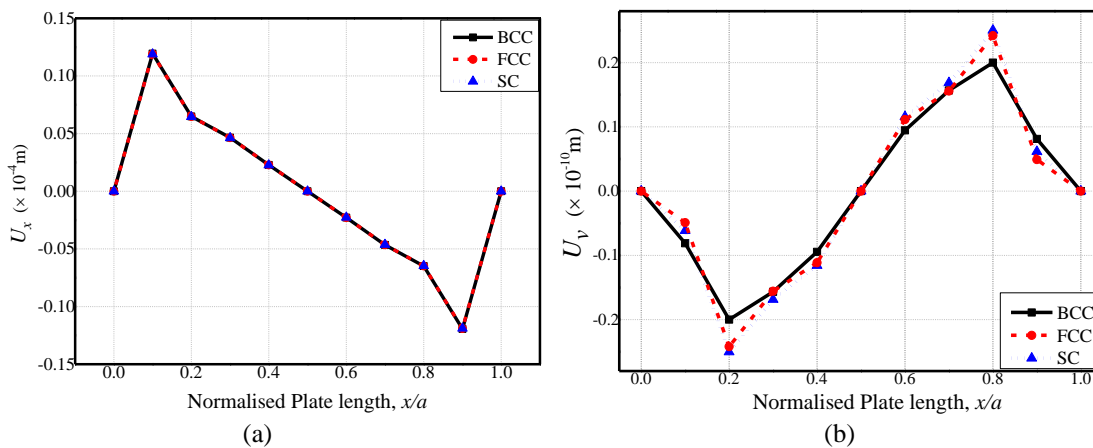 0.15
0.10
0.05
0.00
-0.05
-0.10
-0.15
U_x (× 10^-4 m)
BCC
FCC
SC
0.0 0.2 0.4 0.6 0.8 1.0
Normalised Plate length, x/a
(a)
0.2
0.1
0.0
-0.1
-0.2
U_v (× 10^-10 m)
BCC
FCC
SC
0.0 0.2 0.4 0.6 0.8 1.0
Normalised Plate length, x/a
(b)